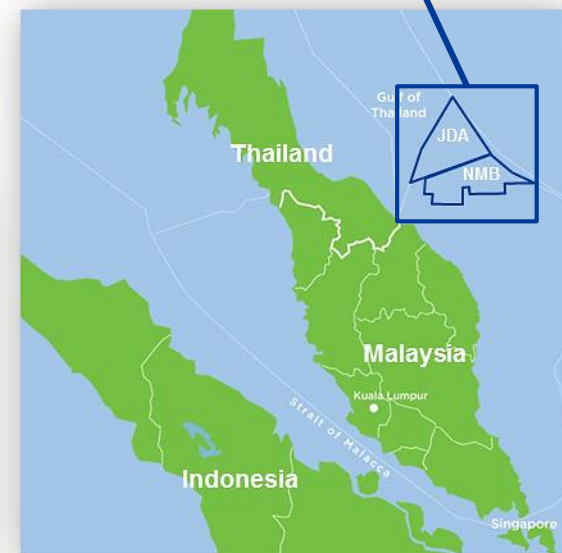 Gulf of
Thailand
JDA
NMB
Thailand
Malaysia
Kuala Lumpur
Strait of Malacca
Indonesia
Singapore